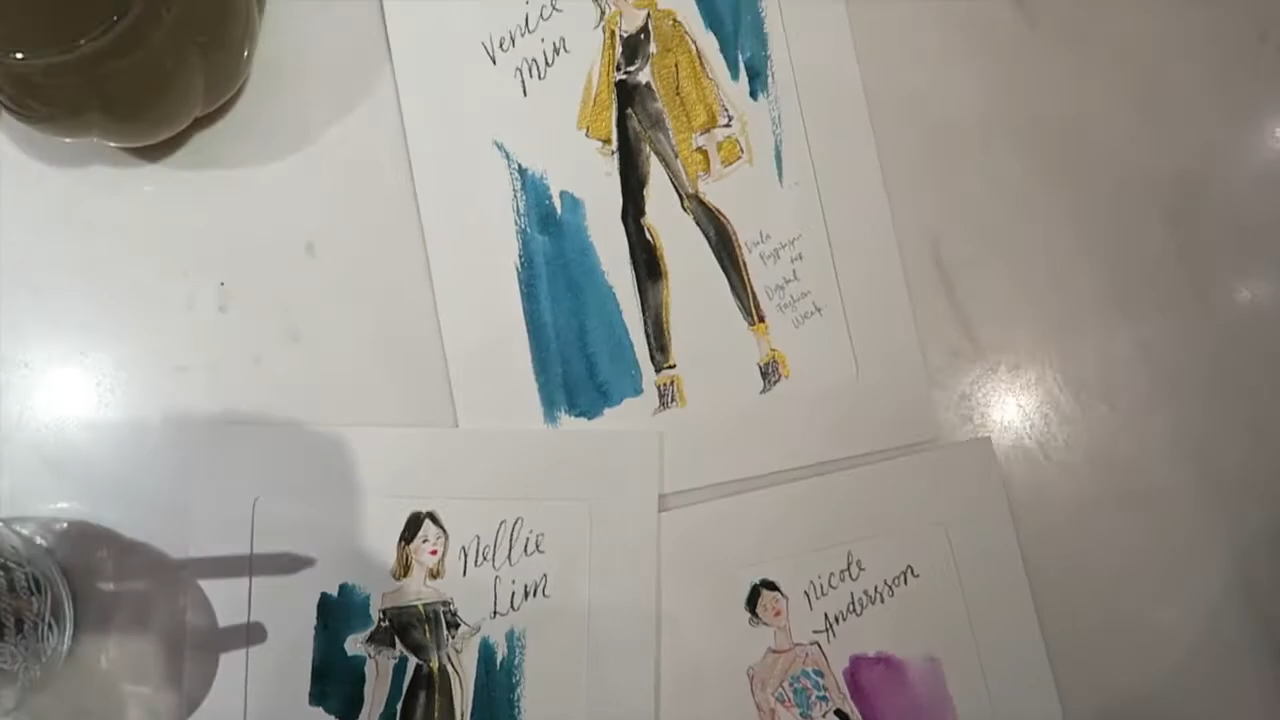 Venice
Min
for
Digital
Fashion
Week.
Nellie
Lim
Nicole
Andersson